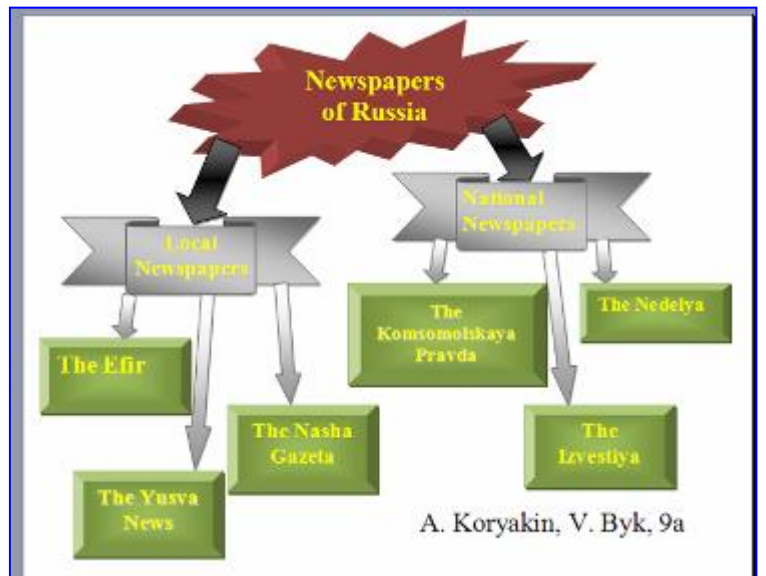 Newspapers
of Russia
Local
Newspapers
National
Newspapers
The Efir
The Yusva
News
The Nasha
Gazeta
The
Komsomolskaya
Pravda
The Izvestiya
The Nedelya
A. Koryakin, V. Byk, 9a